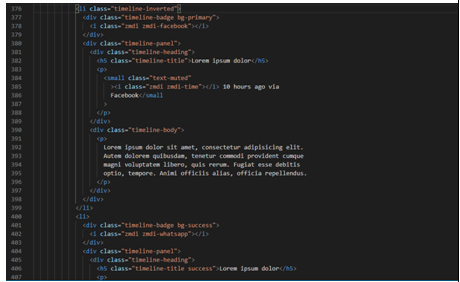 376 <li class="timeline-inverted">
377 <div class="timeline-badge bg-primary">
378 <i class="zmdi zmdi-facebook"></i>
379 </div>
380 <div class="timeline-panel">
381 <div class="timeline-heading">
382 <h5 class="timeline-title">Lorem ipsum dolor</h5>
383 <p>
384 <small class="text-muted"
385 ><i class="zmdi zmdi-time"></i> 10 hours ago via
386 Facebook</small
387 >
388 </p>
389 </div>
390 <div class="timeline-body">
391 <p>
392 Lorem ipsum dolor sit amet, consectetur adipisicing elit.
393 Autem dolorem quibusdam, tenetur commodi provident cumque
394 magni voluptatem libero, quis rerum. Fugiat esse debitis
395 optio, tempore. Animi officiis alias, officia repellendus.
396 </p>
397 </div>
398 </div>
399 </li>
400 <li>
401 <div class="timeline-badge bg-success">
402 <i class="zmdi zmdi-whatsapp"></i>
403 </div>
404 <div class="timeline-panel">
405 <div class="timeline-heading">
406 <h5 class="timeline-title success">Lorem ipsum dolor</h5>
407 <p>